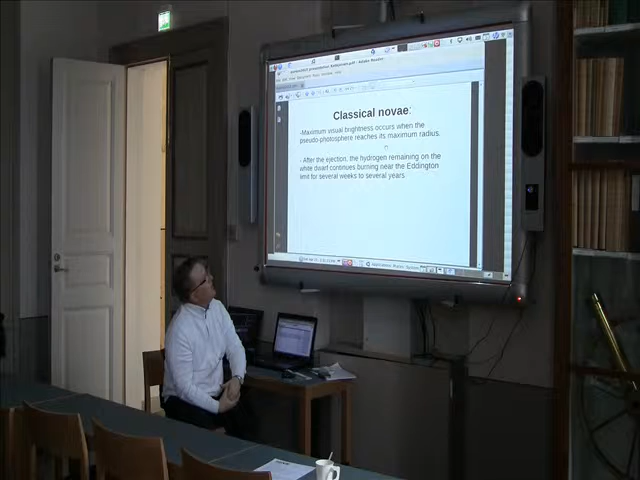 Classical novae:
-Maximum visual brightness occurs when the
pseudo-photosphere reaches its maximum radius.
- After the ejection, the hydrogen remaining on the
white dwarf continues burning near the Eddington
limit for several weeks to several years